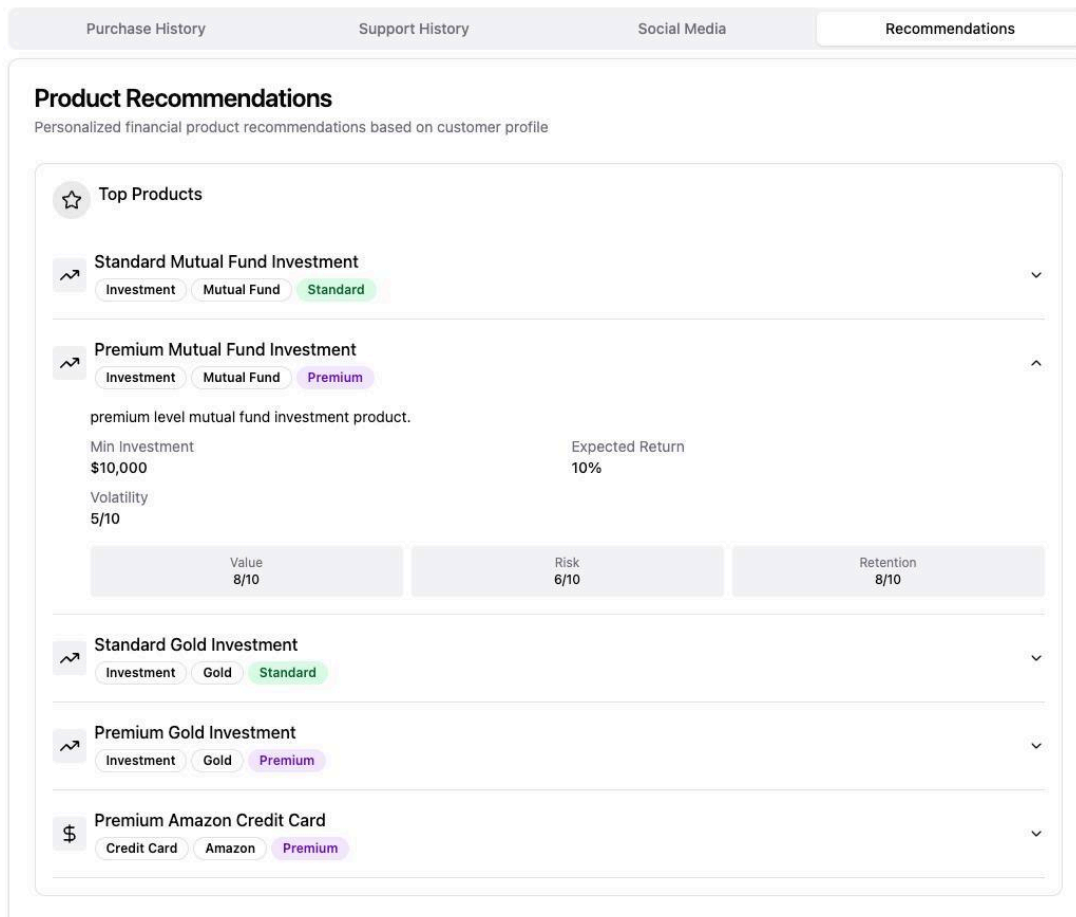 Purchase History Support History Social Media Recommendations
Product Recommendations
Personalized financial product recommendations based on customer profile
Top Products
Standard Mutual Fund Investment
Investment Mutual Fund Standard
Premium Mutual Fund Investment
Investment Mutual Fund Premium
premium level mutual fund investment product.
Min Investment Expected Return
$10,000 10%
Volatility
5/10
Value Risk Retention
8/10 6/10 8/10
Standard Gold Investment
Investment Gold Standard
Premium Gold Investment
Investment Gold Premium
Premium Amazon Credit Card
Credit Card Amazon Premium